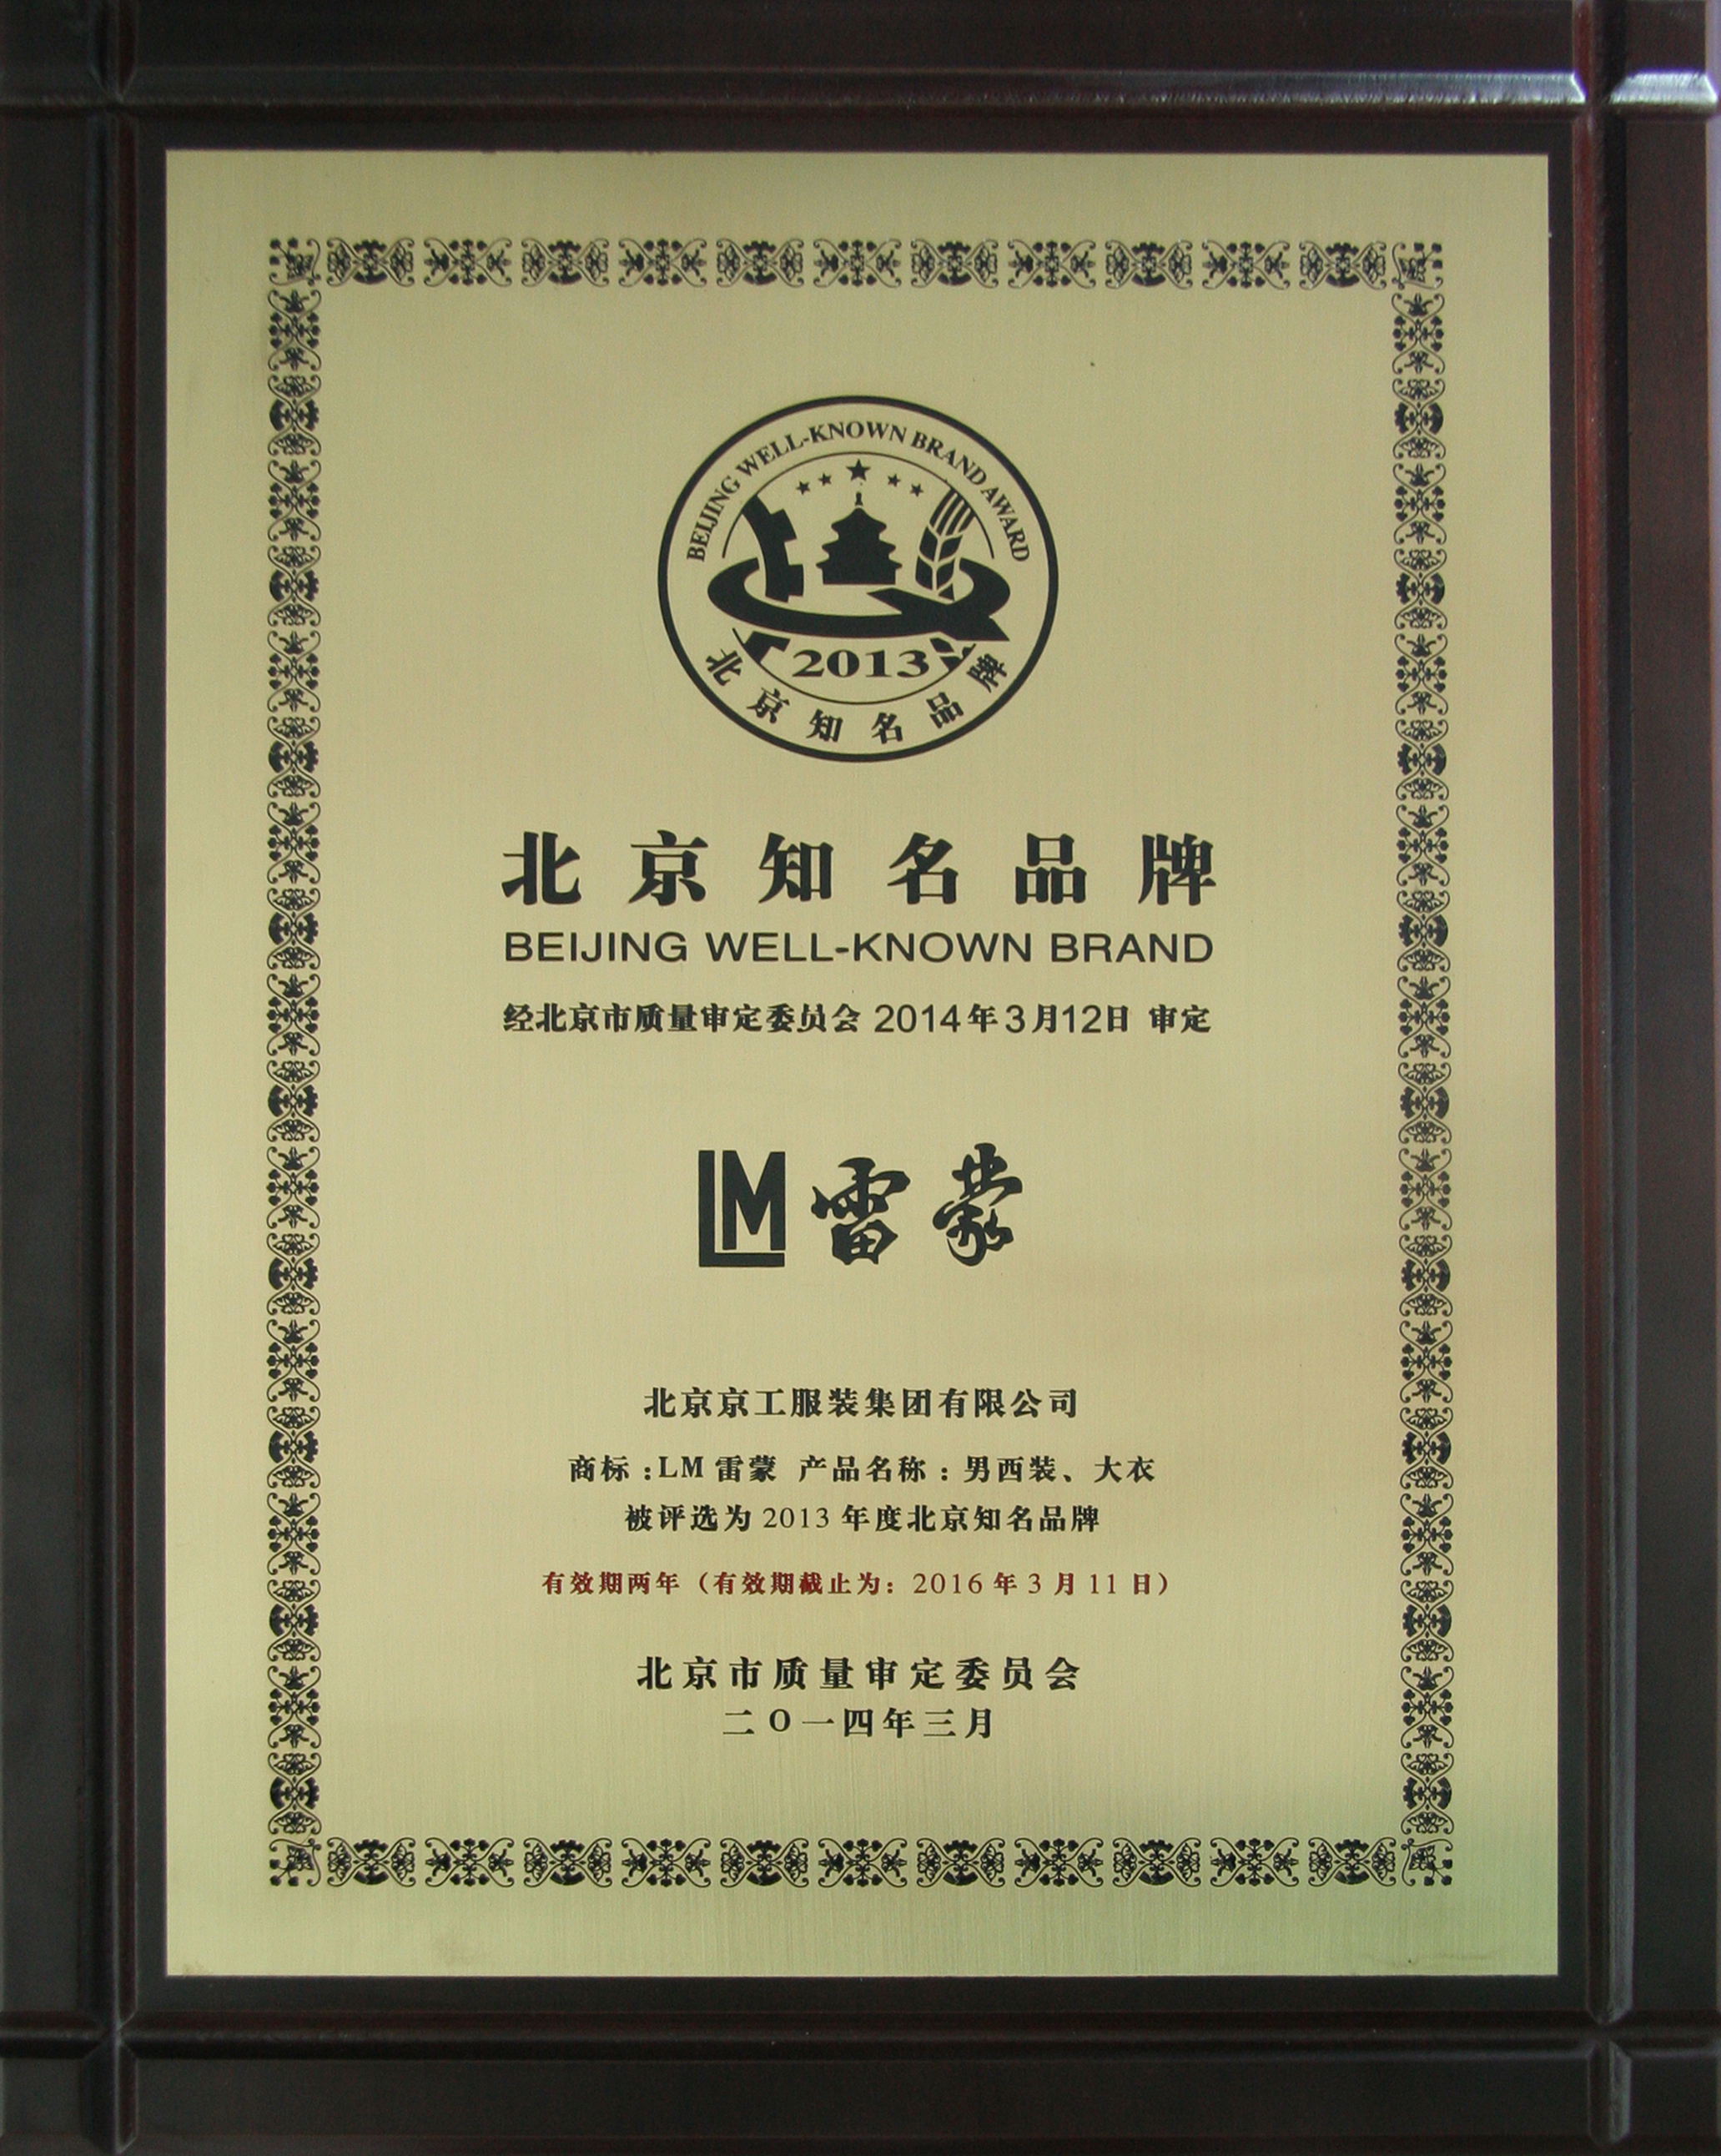 BEIJING WELL-KNOWN BRAND AWARD
2013
北京知名品牌
北京知名品牌
BEIJING WELL-KNOWN BRAND
经北京市质量审定委员会 2014年3月12日 审定
LM 雷蒙
北京京工服装集团有限公司
商标：LM 雷蒙 产品名称：男西装、大衣
被评选为 2013 年度北京知名品牌
有效期两年（有效期截止为：2016 年 3 月 11 日）
北京市质量审定委员会
二O一四年三月